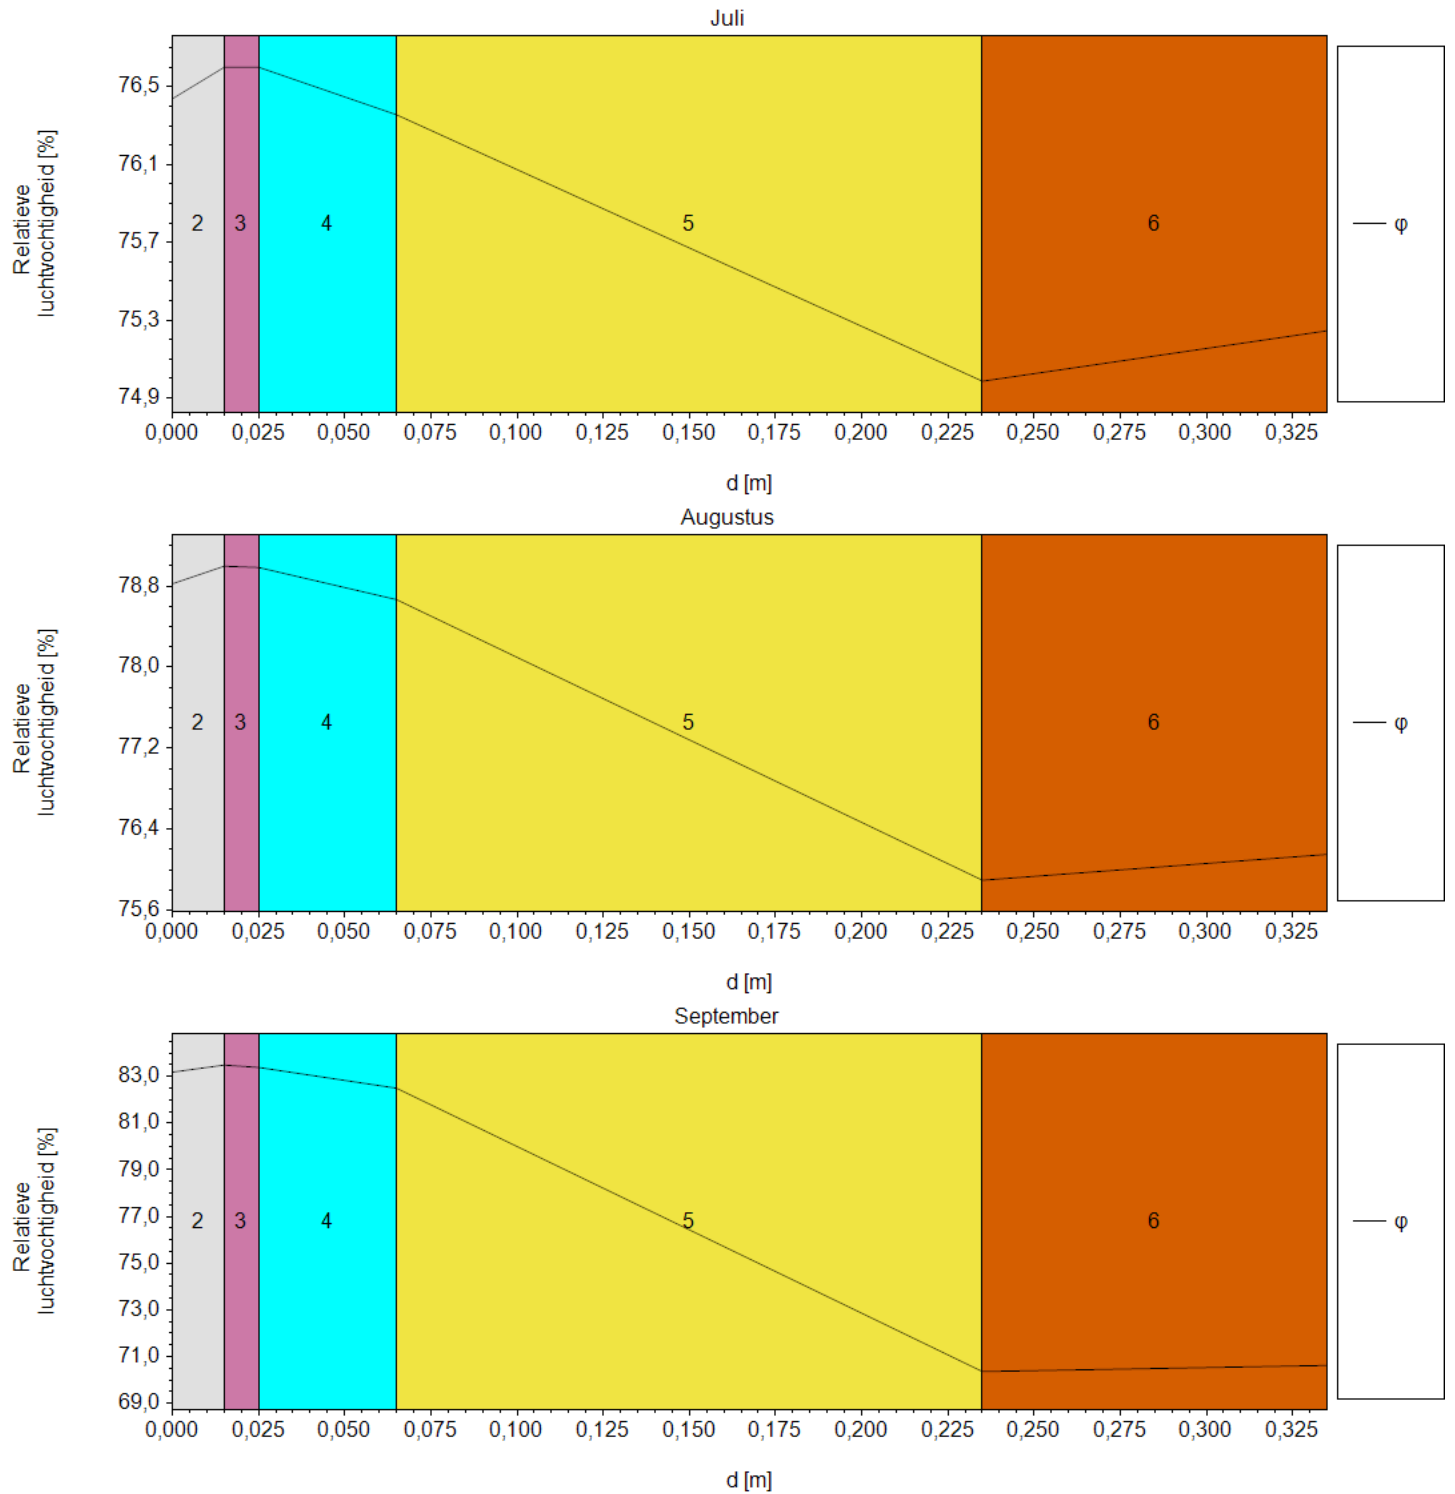 Juli
Relatieve
luchtvochtigheid [%]
76,5
76,1
75,7
75,3
74,9
2 3 4 5 6
φ
0,000 0,025 0,050 0,075 0,100 0,125 0,150 0,175 0,200 0,225 0,250 0,275 0,300 0,325
d [m]
Augustus
Relatieve
luchtvochtigheid [%]
78,8
78,0
77,2
76,4
75,6
2 3 4 5 6
φ
0,000 0,025 0,050 0,075 0,100 0,125 0,150 0,175 0,200 0,225 0,250 0,275 0,300 0,325
d [m]
September
Relatieve
luchtvochtigheid [%]
83,0
81,0
79,0
77,0
75,0
73,0
71,0
69,0
2 3 4 5 6
φ
0,000 0,025 0,050 0,075 0,100 0,125 0,150 0,175 0,200 0,225 0,250 0,275 0,300 0,325
d [m]